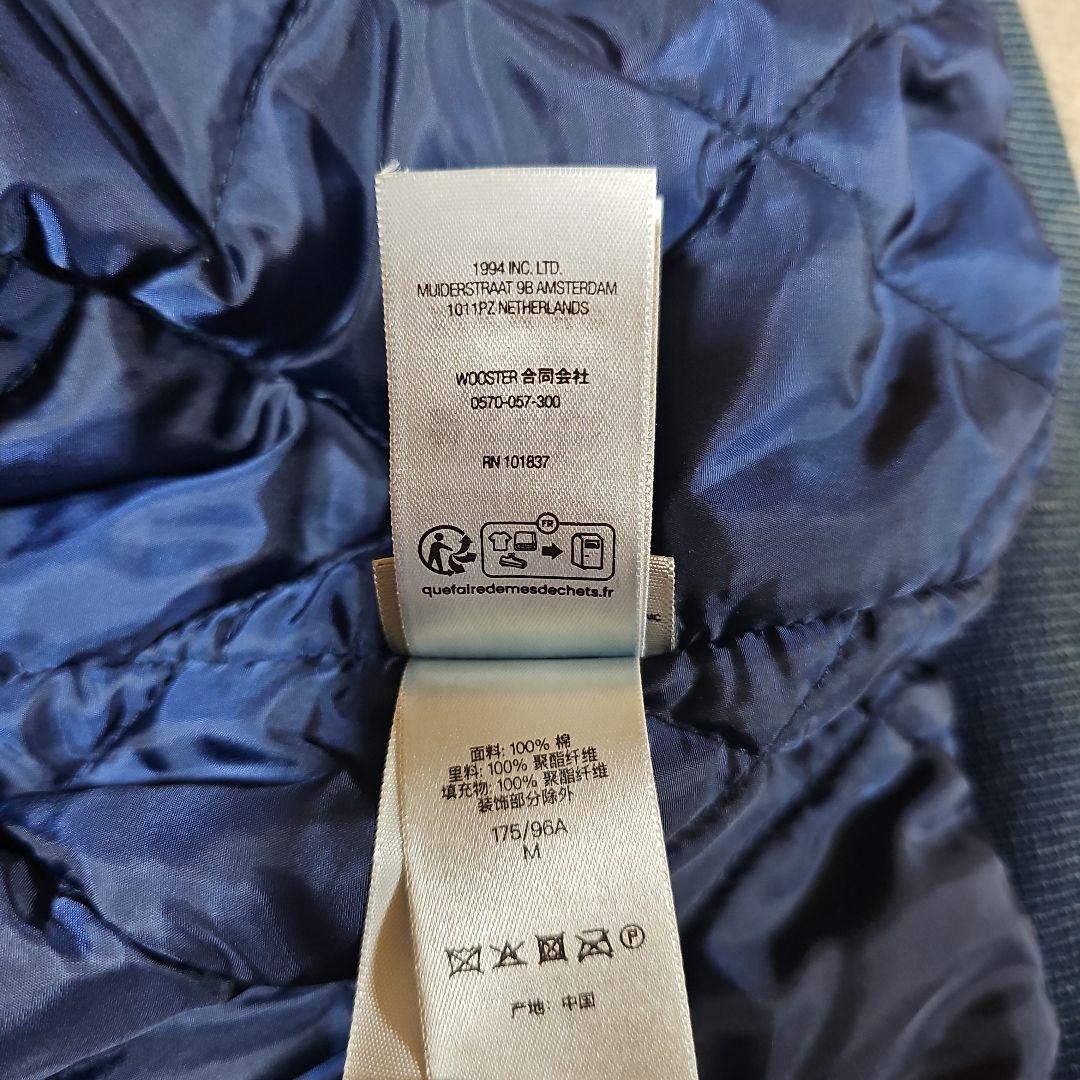 1994 INC. LTD.
MUIDERSTRAAT 9B AMSTERDAM
1011PZ NETHERLANDS
WOOSTER 合同会社
0570-057-300
RN 101837
FR
quefairedemesdechets.fr
面料: 100% 棉
里料: 100% 聚酯纤维
填充物: 100% 聚酯纤维
装饰部分除外
175/96A
M
P
产地: 中国